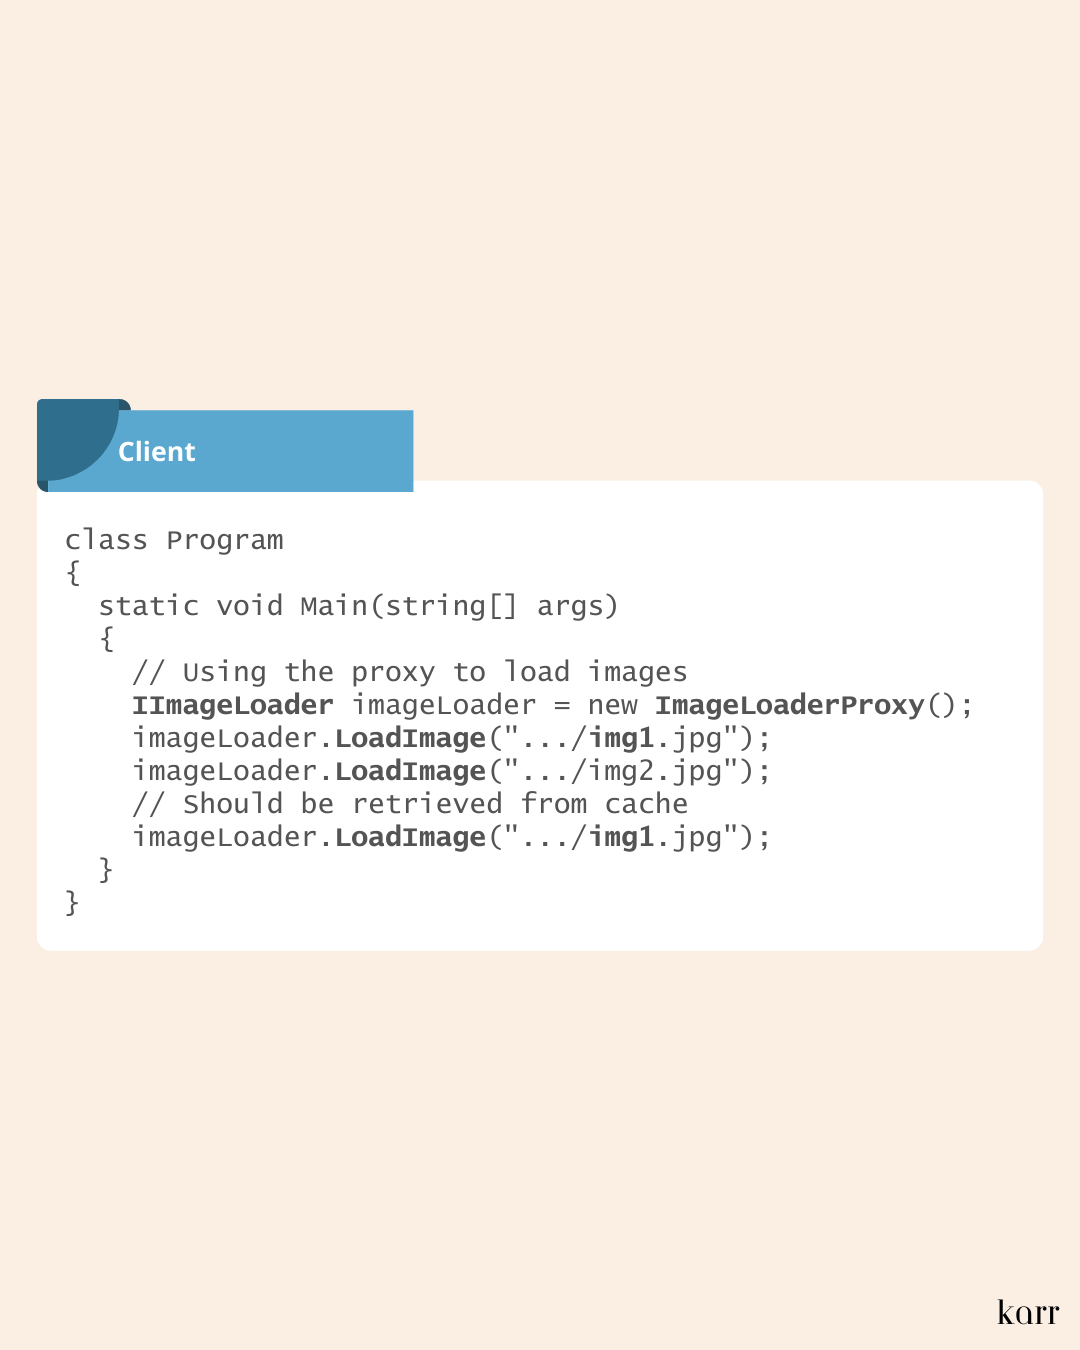 Client
class Program
{
  static void Main(string[] args)
  {
    // Using the proxy to load images
    IImageLoader imageLoader = new ImageLoaderProxy();
    imageLoader.LoadImage(".../img1.jpg");
    imageLoader.LoadImage(".../img2.jpg");
    // Should be retrieved from cache
    imageLoader.LoadImage(".../img1.jpg");
  }
}
karr